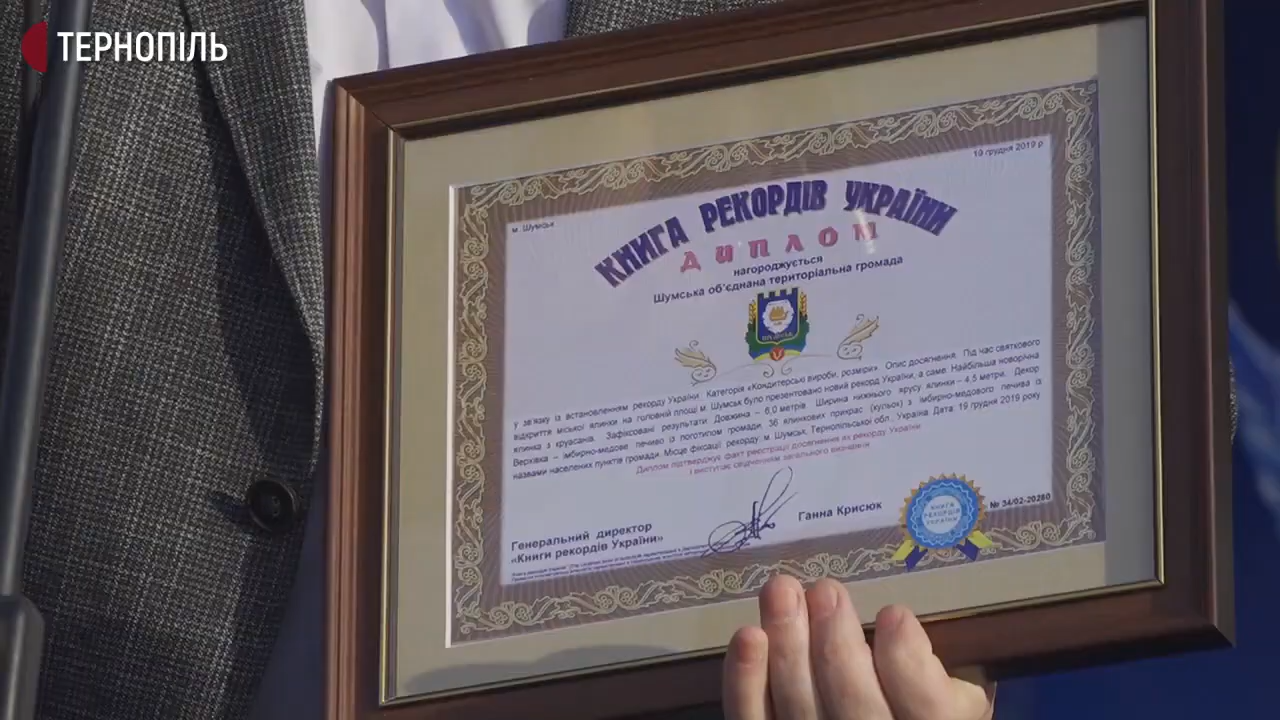 ТЕРНОПІЛЬ
19 грудня 2019 р.
м. Шумськ
КНИГА РЕКОРДІВ УКРАЇНИ
ДИПЛОМ
нагороджується
Шумська об'єднана територіальна громада
у зв'язку із встановленням рекорду України. Категорія «Кондитерські вироби, розміри». Опис досягнення. Під час святкового
відкриття міської ялинки на головній площі м. Шумськ було презентовано новий рекорд України, а саме: Найбільша новорічна
ялинка з круасанів. Зафіксовані результати: Довжина – 6,0 метрів. Ширина нижнього ярусу ялинки – 4,5 метри. Декор
Верхівка – імбирно-медове печиво із логотипом громади. 36 ялинкових прикрас (кульок) з імбирно-медового печива із
назвами населених пунктів громади. Місце фіксації рекорду: м. Шумськ, Тернопільської обл., Україна Дата: 19 грудня 2019 року
Диплом підтверджує факт реєстрації досягнення як рекорду України
і виступає свідченням загального визнання
Генеральний директор
«Книги рекордів України»
Ганна Крисюк
КНИГА
РЕКОРДІВ
УКРАЇНИ
№ 34/02-20280